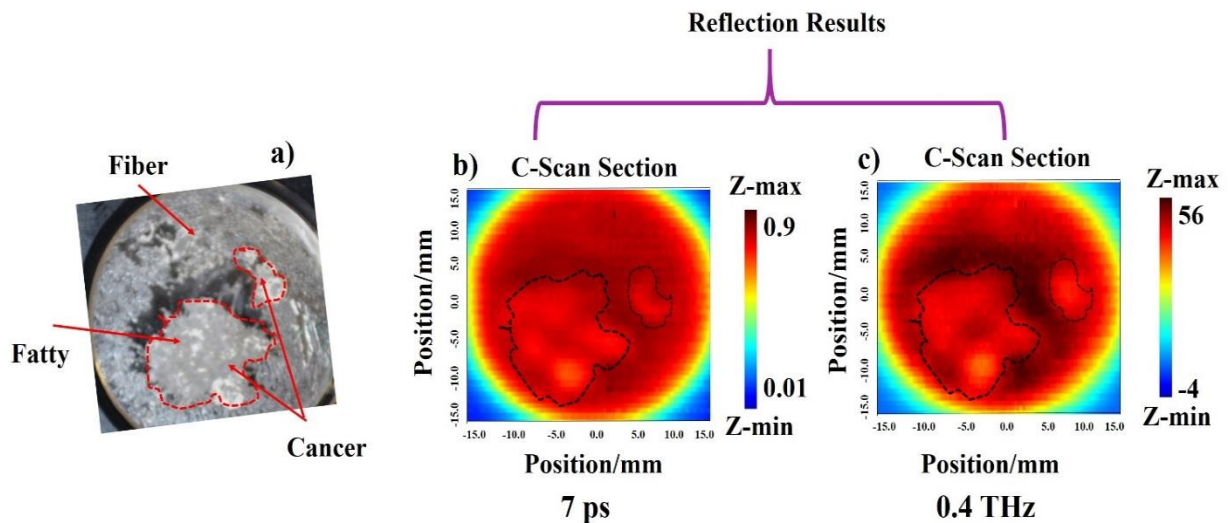 Reflection Results
a)
Fiber
Fatty
Cancer
b)
C-Scan Section
Z-max
0.9
0.01
Z-min
Position/mm
15.0
10.0
5.0
0.0
-5.0
-10.0
-15.0
-15.0 -10.0 -5.0 0.0 5.0 10.0 15.0
Position/mm
7 ps
c)
C-Scan Section
Z-max
56
-4
Z-min
Position/mm
15.0
10.0
5.0
0.0
-5.0
-10.0
-15.0
-15.0 -10.0 -5.0 0.0 5.0 10.0 15.0
Position/mm
0.4 THz